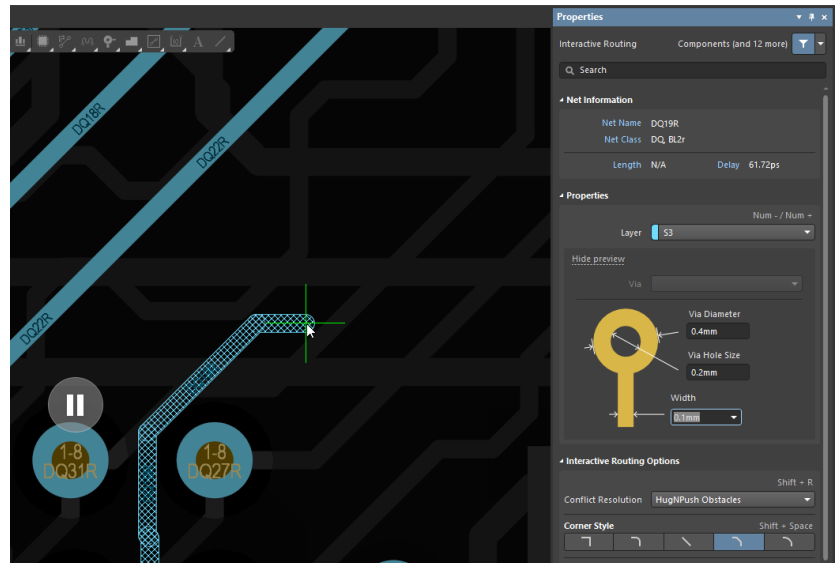 Properties
Interactive Routing
Components (and 12 more)
Search
Net Information
Net Name DQ19R
Net Class DQ, BL2r
Length N/A Delay 61.72ps
Properties
Num - / Num +
Layer S3
Hide preview
Via
Via Diameter
0.4mm
Via Hole Size
0.2mm
Width
0.1mm
Interactive Routing Options
Shift + R
Conflict Resolution HugNPush Obstacles
Corner Style Shift + Space
A
DQ18R
DQ22R
DQ22R
1-8
DQ31R
1-8
DQ27R